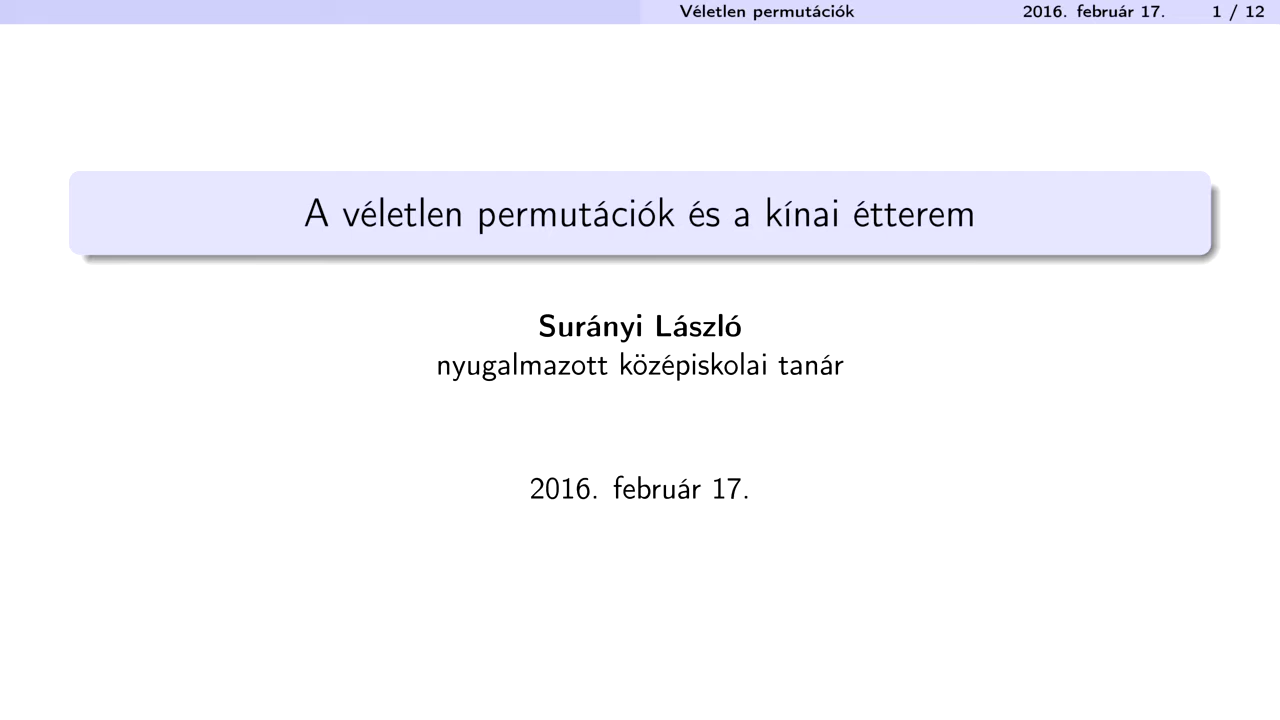 Véletlen permutációk 2016. február 17. 1 / 12
A véletlen permutációk és a kínai étterem
Surányi László
nyugalmazott középiskolai tanár
2016. február 17.